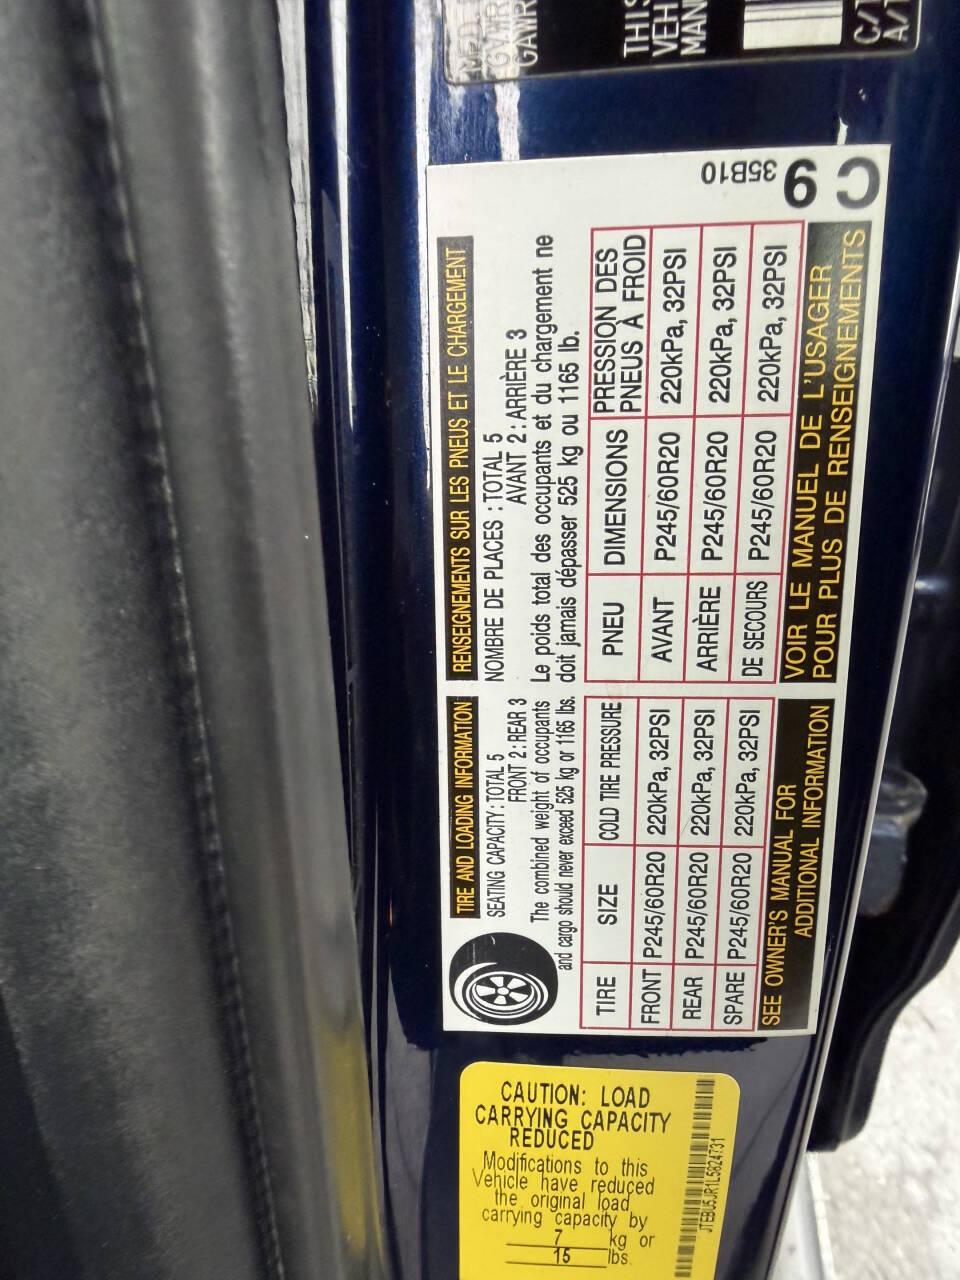 MFD.
GVWR
GAWR
THIS
VEH
MAN
C/T
A/T
TIRE AND LOADING INFORMATION
SEATING CAPACITY : TOTAL 5
FRONT 2 : REAR 3
The combined weight of occupants
and cargo should never exceed 525 kg or 1165 lbs.
TIRE SIZE COLD TIRE PRESSURE
FRONT P245/60R20 220kPa, 32PSI
REAR P245/60R20 220kPa, 32PSI
SPARE P245/60R20 220kPa, 32PSI
SEE OWNER'S MANUAL FOR
ADDITIONAL INFORMATION
RENSEIGNEMENTS SUR LES PNEUS ET LE CHARGEMENT
NOMBRE DE PLACES : TOTAL 5
AVANT 2 : ARRIÈRE 3
Le poids total des occupants et du chargement ne
doit jamais dépasser 525 kg ou 1165 lb.
PNEU DIMENSIONS PRESSION DES
PNEUS À FROID
AVANT P245/60R20 220kPa, 32PSI
ARRIÈRE P245/60R20 220kPa, 32PSI
DE SECOURS P245/60R20 220kPa, 32PSI
VOIR LE MANUEL DE L'USAGER
POUR PLUS DE RENSEIGNEMENTS
35B10
C 9
CAUTION: LOAD
CARRYING CAPACITY
REDUCED
Modifications to this
Vehicle have reduced
the original load
carrying capacity by
7 kg or
15 lbs
JTEBU5JR1L5824731